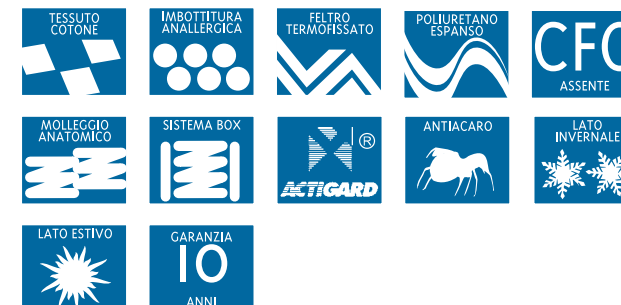 TESSUTO
COTONE
IMBOTTITURA
ANALLERGICA
FELTRO
TERMOFISSATO
POLIURETANO
ESPANSO
CFC
ASSENTE
MOLLEGGIO
ANATOMICO
SISTEMA BOX
®
ACTIGARD
ANTIACARO
LATO
INVERNALE
LATO ESTIVO
GARANZIA
10
ANNI